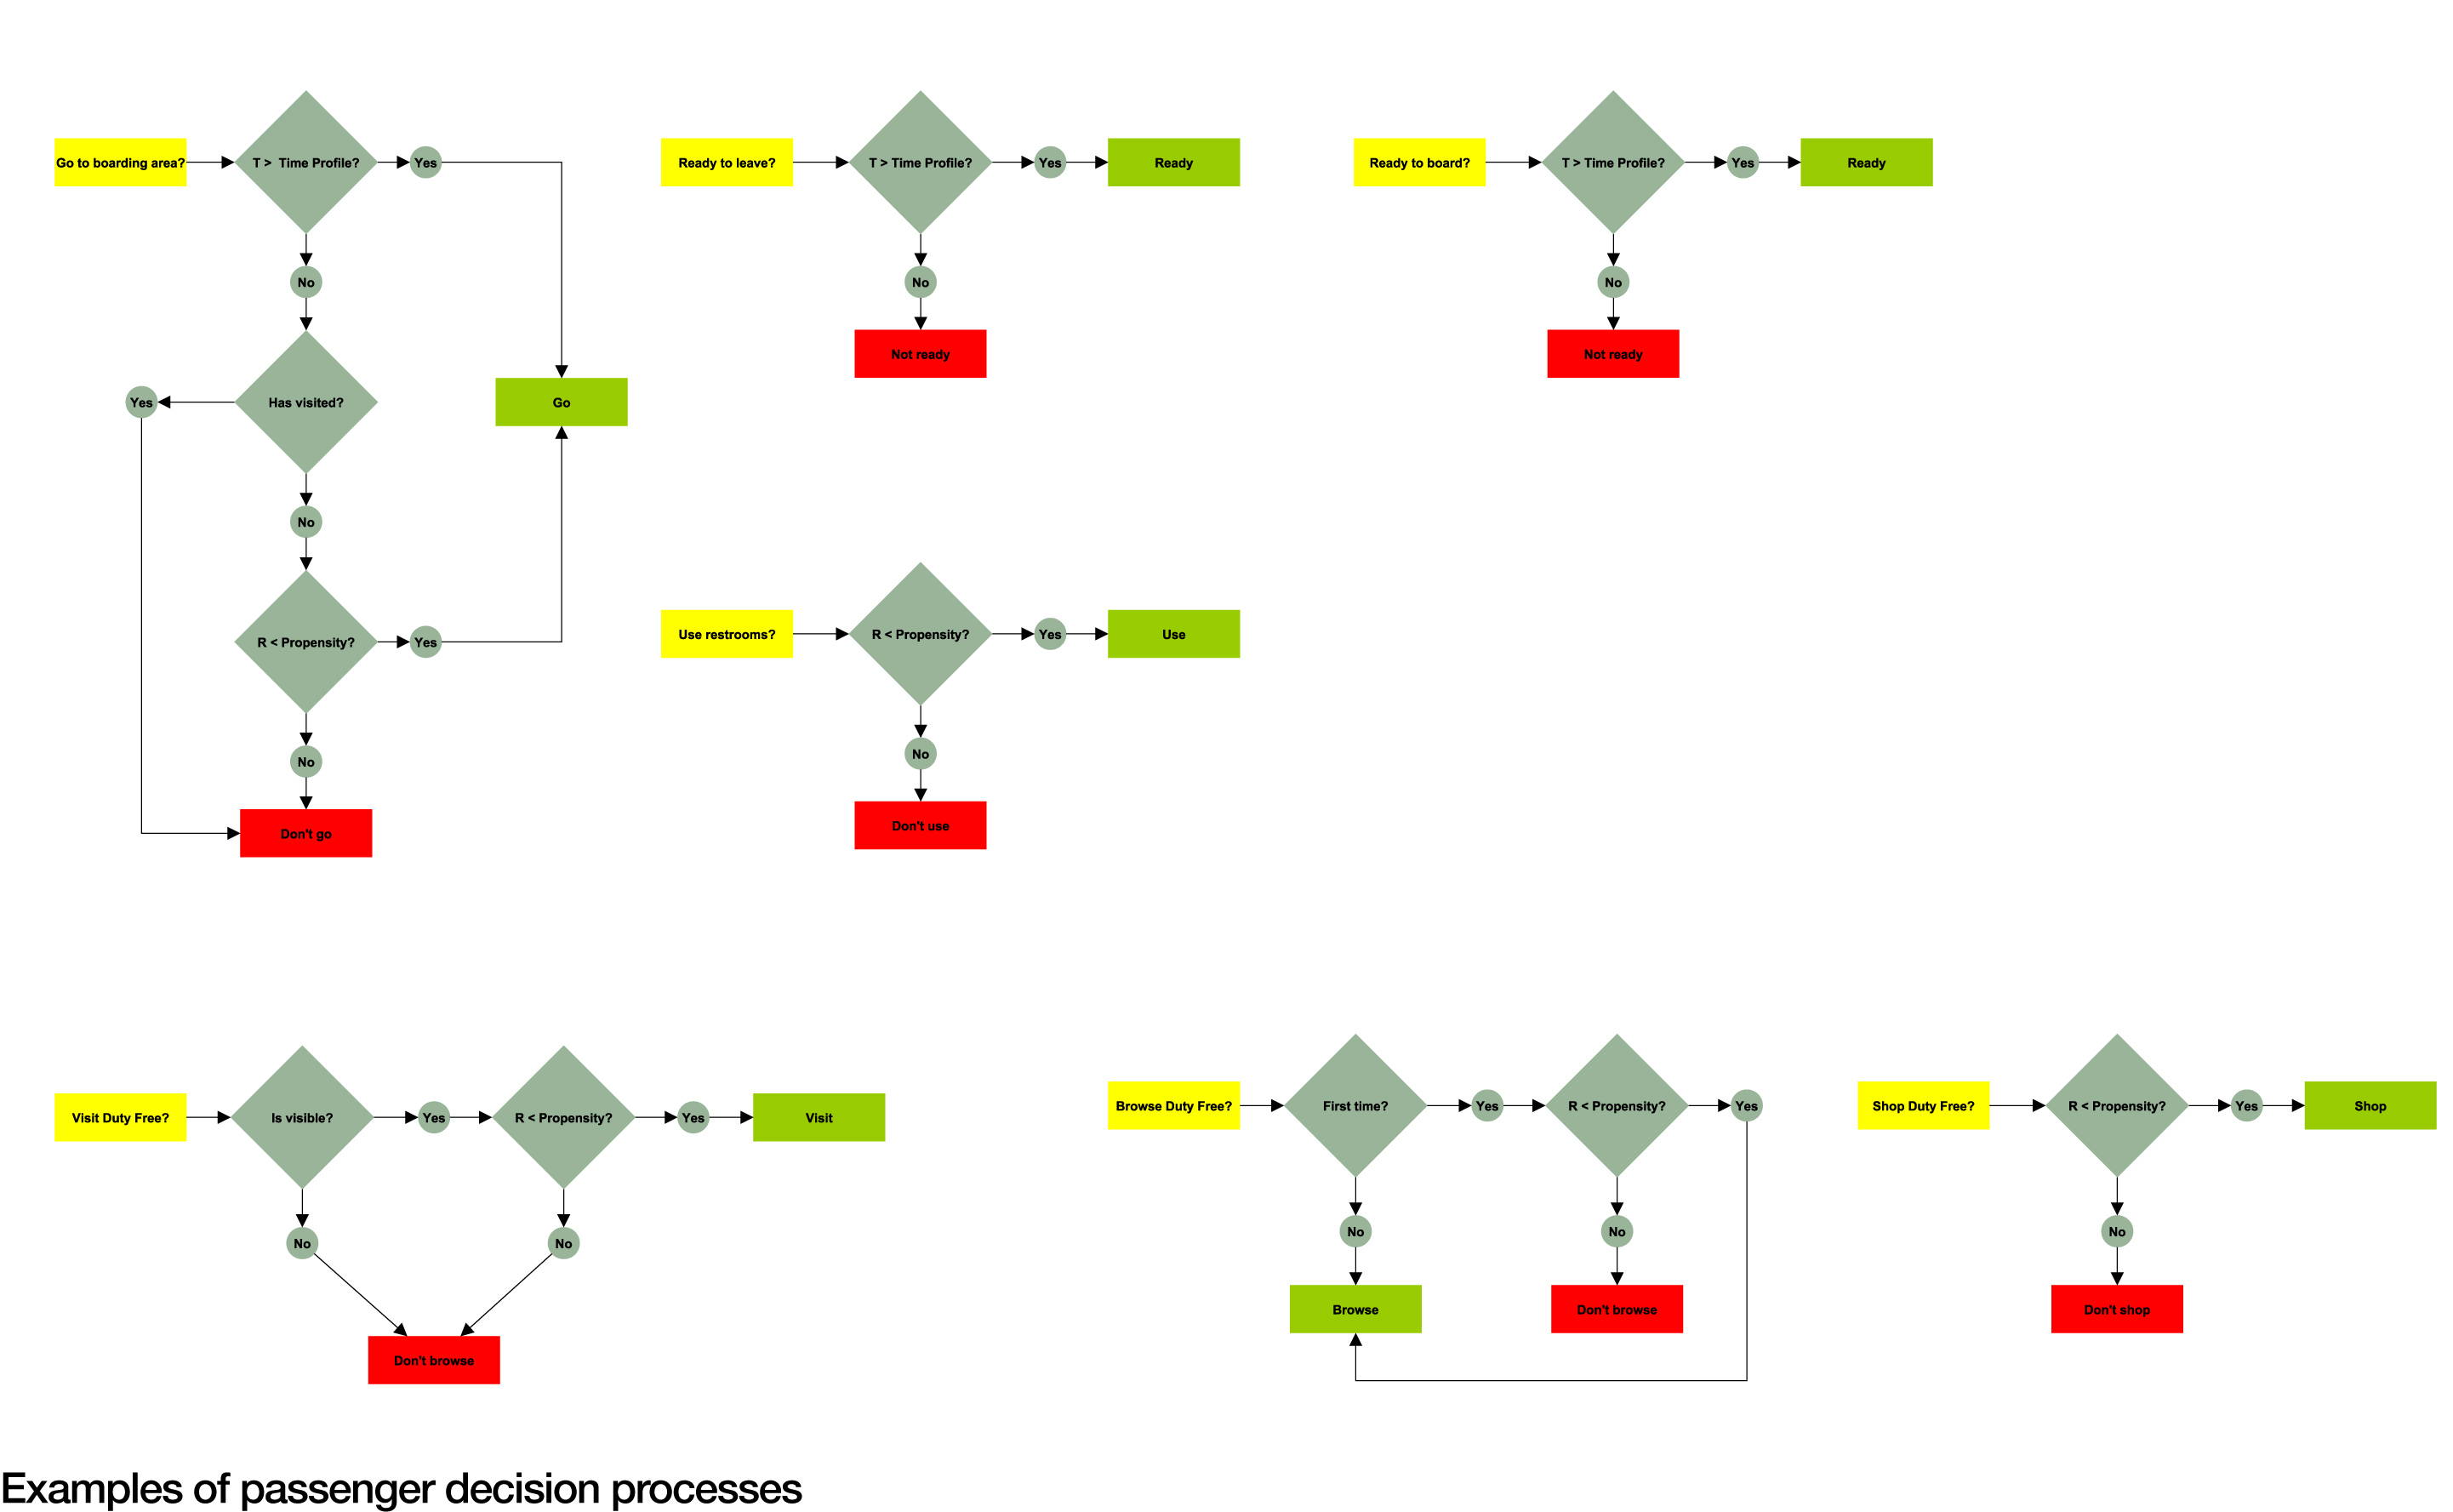 Go to boarding area?
T >  Time Profile?
Yes
No
Has visited?
Yes
No
R < Propensity?
Yes
No
Go
Don't go
Ready to leave?
T > Time Profile?
Yes
Ready
No
Not ready
Ready to board?
T > Time Profile?
Yes
Ready
No
Not ready
Use restrooms?
R < Propensity?
Yes
Use
No
Don't use
Visit Duty Free?
Is visible?
Yes
R < Propensity?
Yes
Visit
No
No
Don't browse
Browse Duty Free?
First time?
Yes
R < Propensity?
Yes
No
No
Browse
Don't browse
Shop Duty Free?
R < Propensity?
Yes
Shop
No
Don't shop
Examples of passenger decision processes